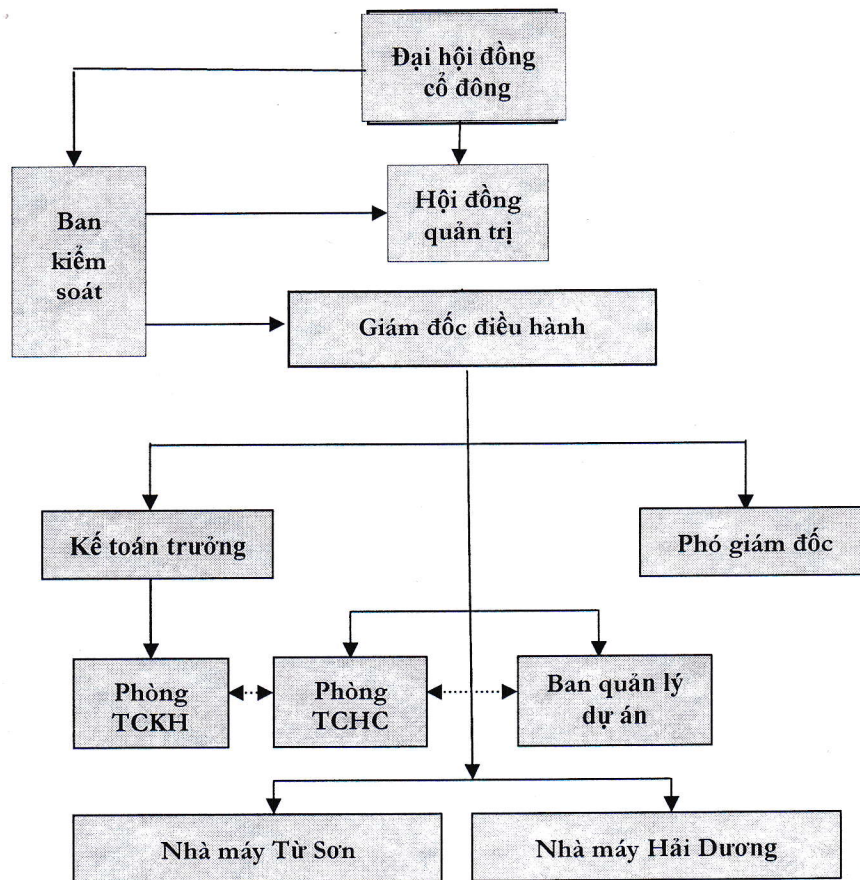 Đại hội đồng
cổ đông
Hội đồng
quản trị
Ban
kiểm
soát
Giám đốc điều hành
Kế toán trưởng
Phó giám đốc
Phòng
TCKH
Phòng
TCHC
Ban quản lý
dự án
Nhà máy Từ Sơn
Nhà máy Hải Dương